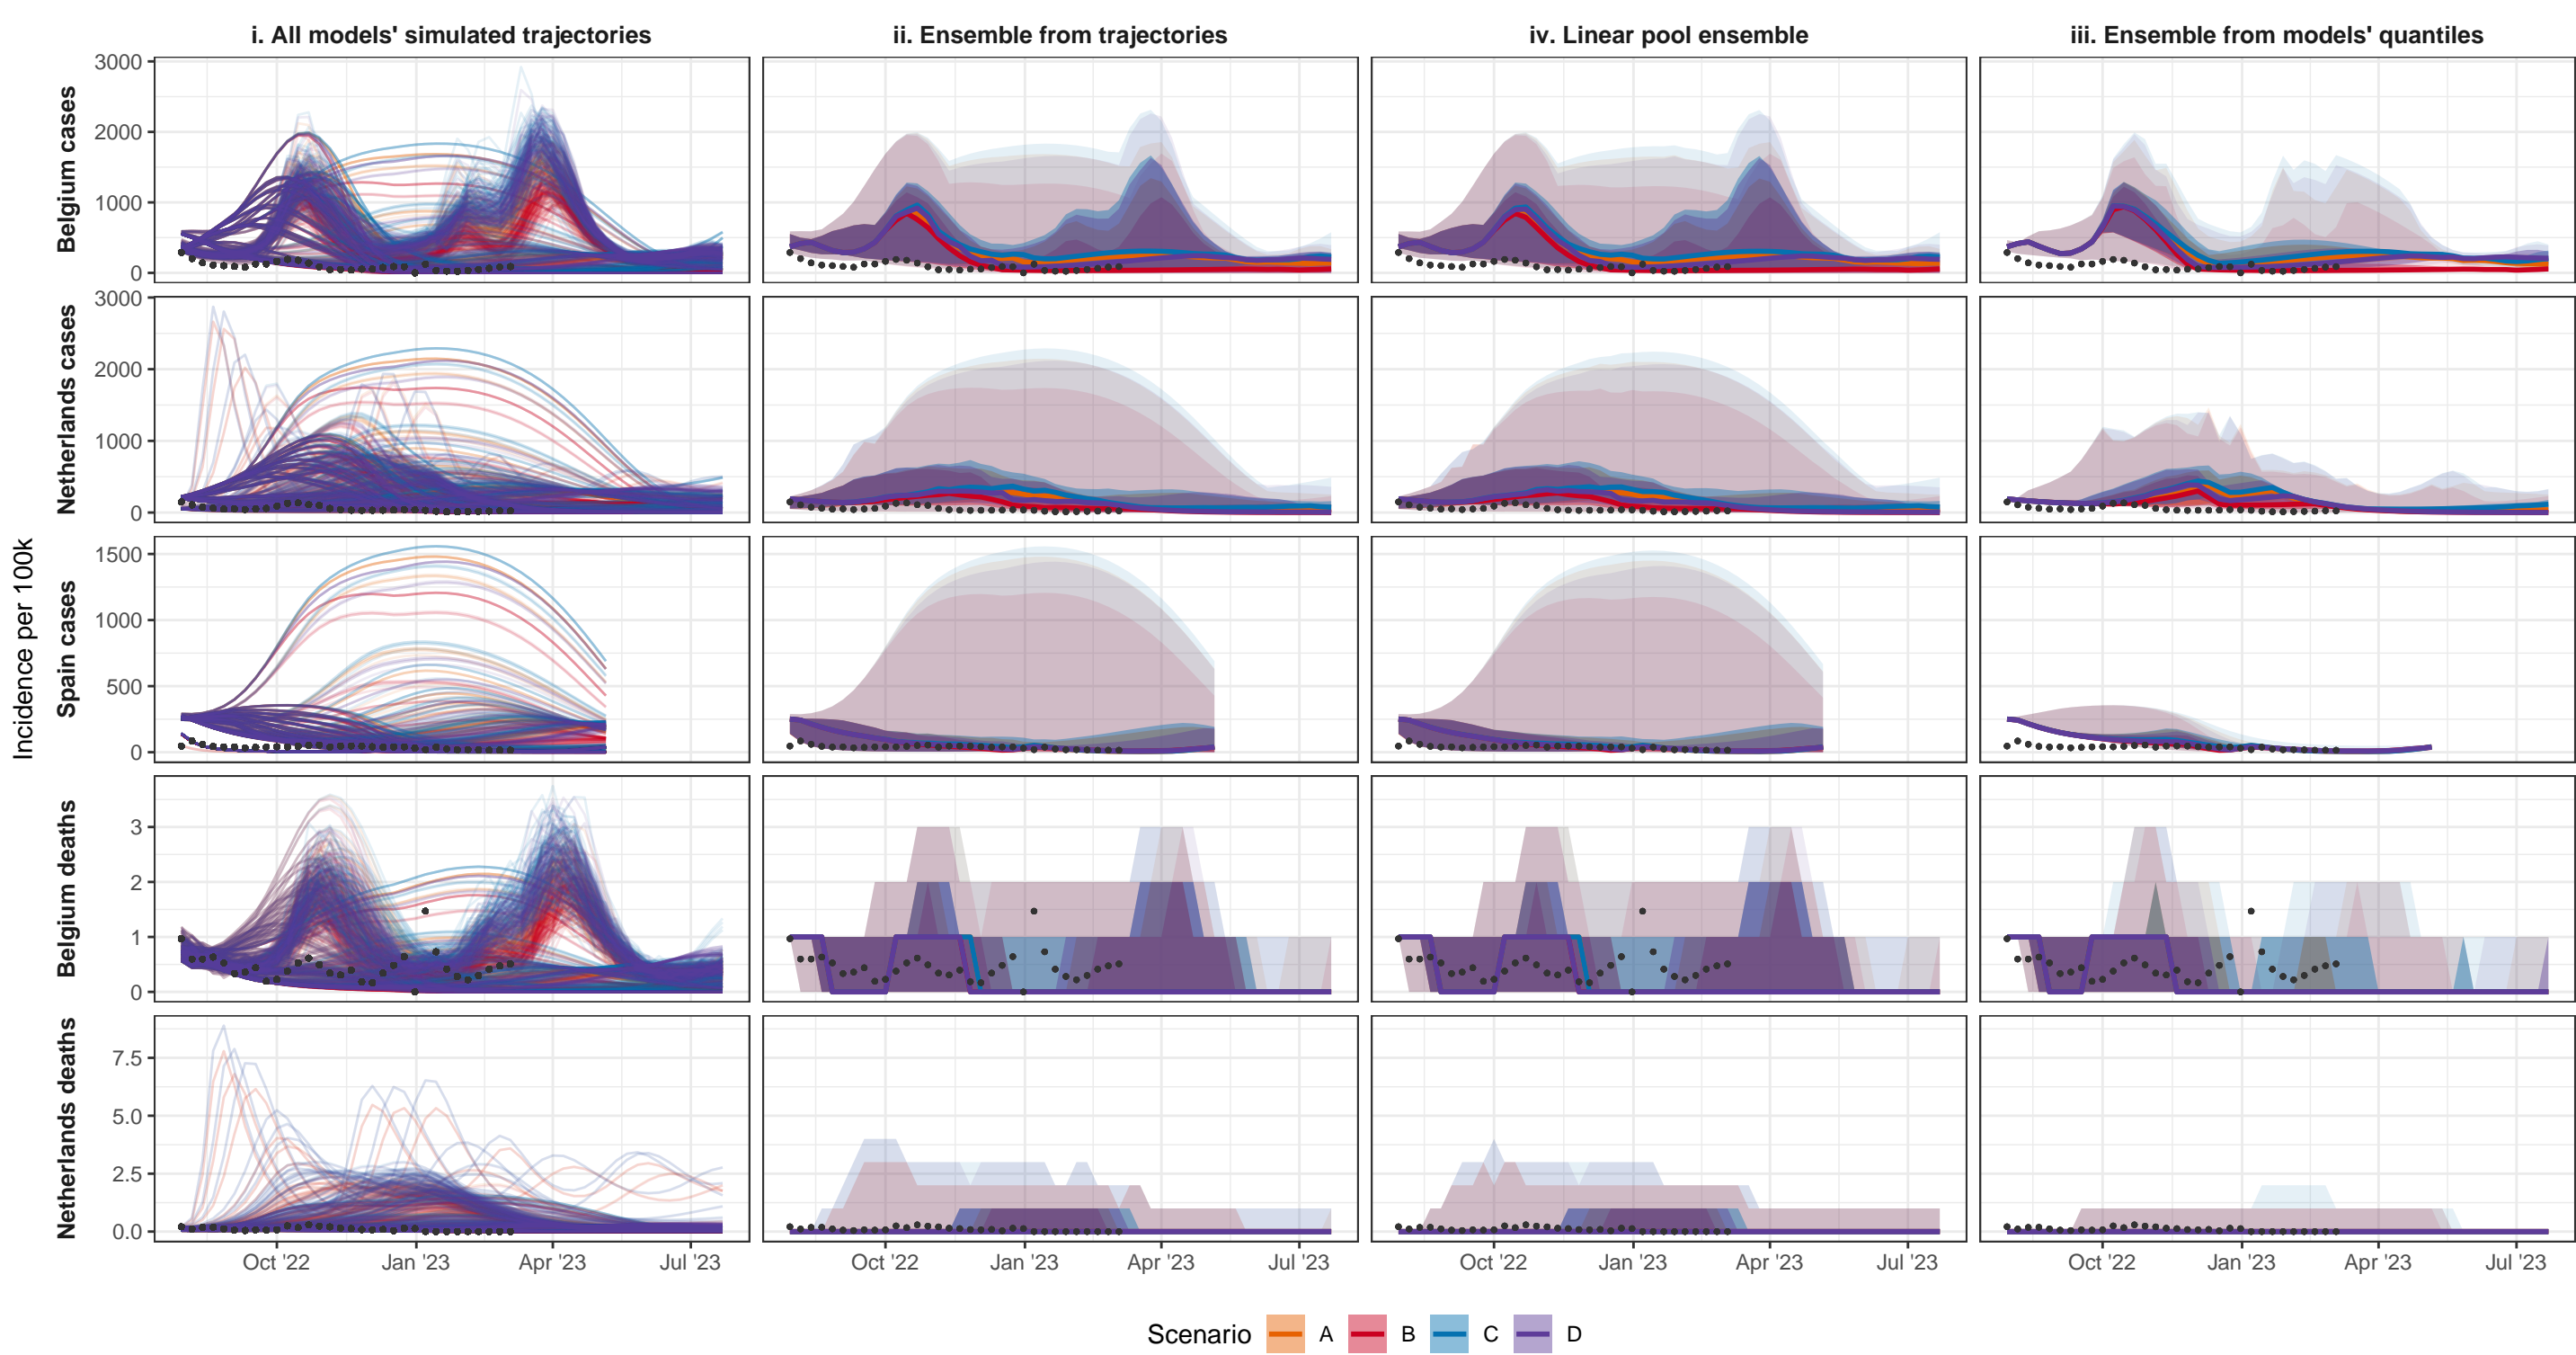 i. All models' simulated trajectories
ii. Ensemble from trajectories
iv. Linear pool ensemble
iii. Ensemble from models' quantiles
Incidence per 100k
Belgium cases
3000
2000
1000
0
Netherlands cases
3000
2000
1000
0
Spain cases
1500
1000
500
0
Belgium deaths
3
2
1
0
Netherlands deaths
7.5
5.0
2.5
0.0
Oct '22 Jan '23 Apr '23 Jul '23
Oct '22 Jan '23 Apr '23 Jul '23
Oct '22 Jan '23 Apr '23 Jul '23
Oct '22 Jan '23 Apr '23 Jul '23
Scenario A B C D